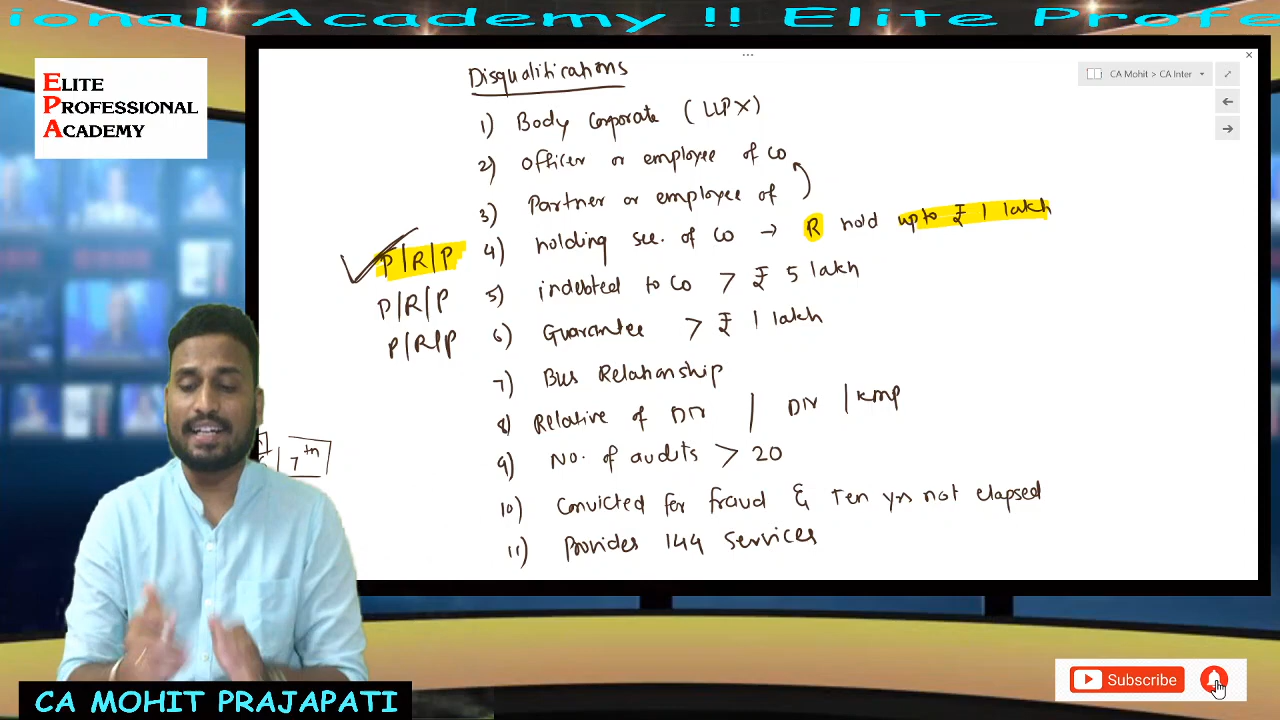 ional Academy !! Elite Profe
ELITE
PROFESSIONAL
ACADEMY
CA Mohit > CA Inter
Disqualifications
1) Body Corporate (LLP X)
2) Officer or employee of Co
3) Partner or employee of
P/R/P 4) holding sec. of Co → R hold upto ₹ 1 lakh
P/R/P 5) indebted to Co > ₹ 5 lakh
P/R/P 6) Guarantee > ₹ 1 lakh
7) Bus Relationship
8) Relative of Dir | Dir | KMP
9) No. of audits > 20
7th
10) Convicted for fraud & Ten yrs not elapsed
11) Provides 144 services
CA MOHIT PRAJAPATI
Subscribe